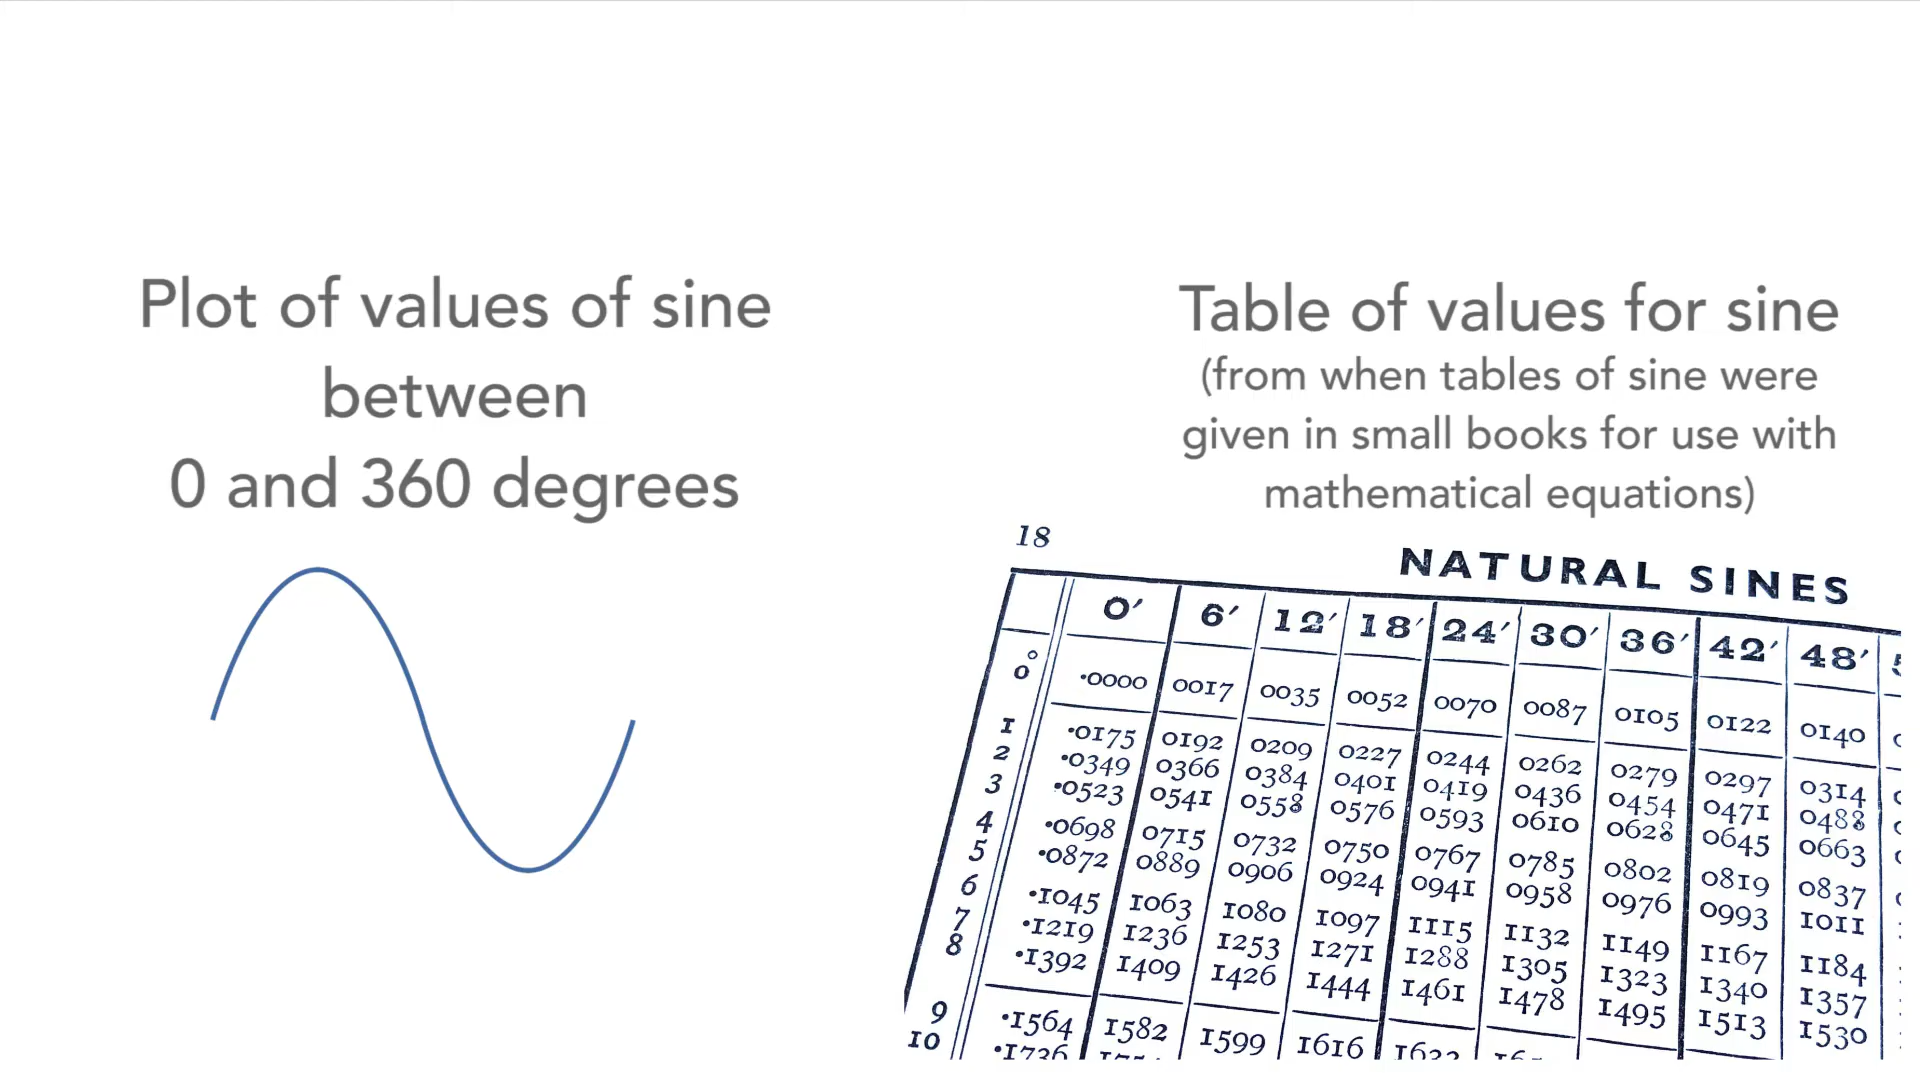 Plot of values of sine
between
0 and 360 degrees
Table of values for sine
(from when tables of sine were
given in small books for use with
mathematical equations)
18
NATURAL SINES
0′ 6′ 12′ 18′ 24′ 30′ 36′ 42′ 48′
0° ·0000 0017 0035 0052 0070 0087 0105 0122 0140
1 ·0175 0192 0209 0227 0244 0262 0279 0297 0314
2 ·0349 0366 0384 0401 0419 0436 0454 0471 0488
3 ·0523 0541 0558 0576 0593 0610 0628 0645 0663
4 ·0698 0715 0732 0750 0767 0785 0802 0819 0837
5 ·0872 0889 0906 0924 0941 0958 0976 0993 1011
6 ·1045 1063 1080 1097 1115 1132 1149 1167 1184
7 ·1219 1236 1253 1271 1288 1305 1323 1340 1357
8 ·1392 1409 1426 1444 1461 1478 1495 1513 1530
9 ·1564 1582 1599 1616
10 ·1736